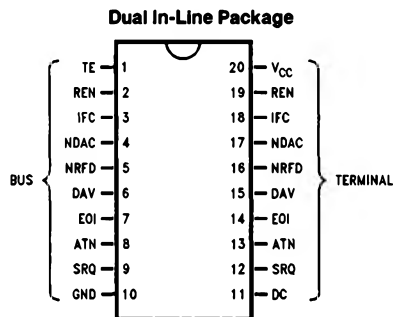 Dual In-Line Package
TE 1 20 VCC
REN 2 19 REN
IFC 3 18 IFC
NDAC 4 17 NDAC
NRFD 5 16 NRFD
BUS TERMINAL
DAV 6 15 DAV
EOI 7 14 EOI
ATN 8 13 ATN
SRQ 9 12 SRQ
GND 10 11 DC